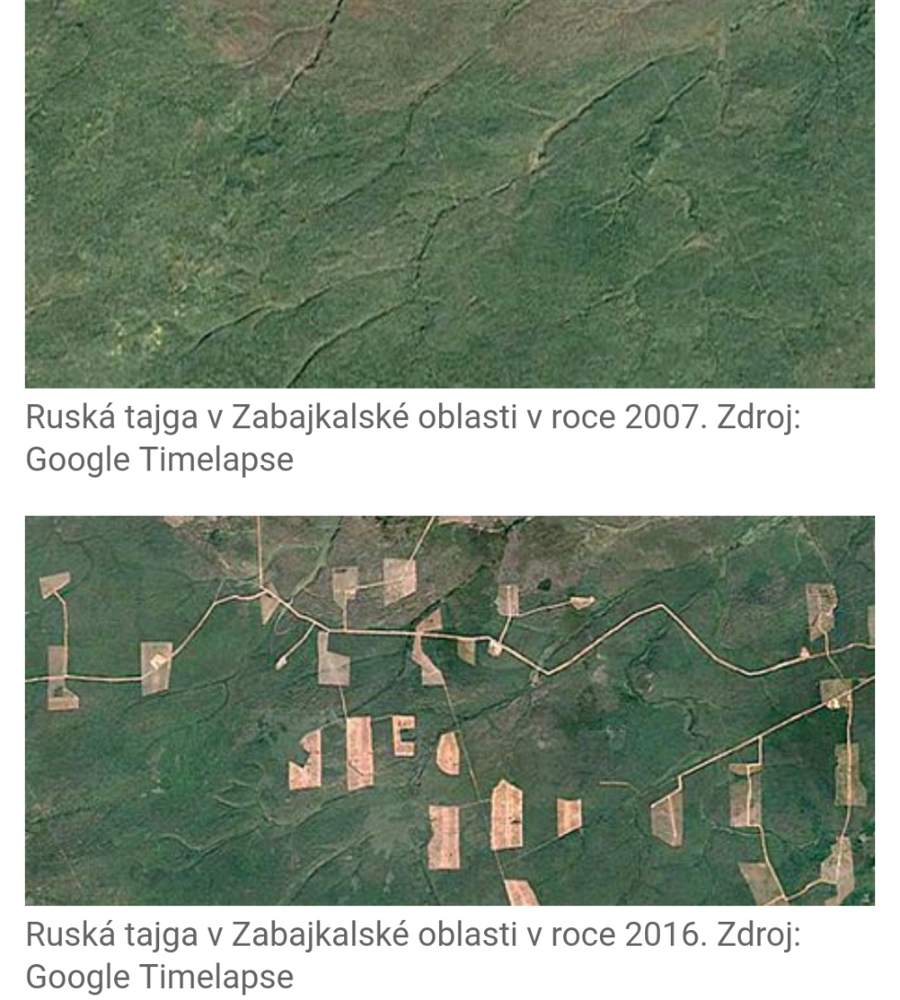 Ruská tajga v Zabajkalské oblasti v roce 2007. Zdroj:
Google Timelapse
Ruská tajga v Zabajkalské oblasti v roce 2016. Zdroj:
Google Timelapse